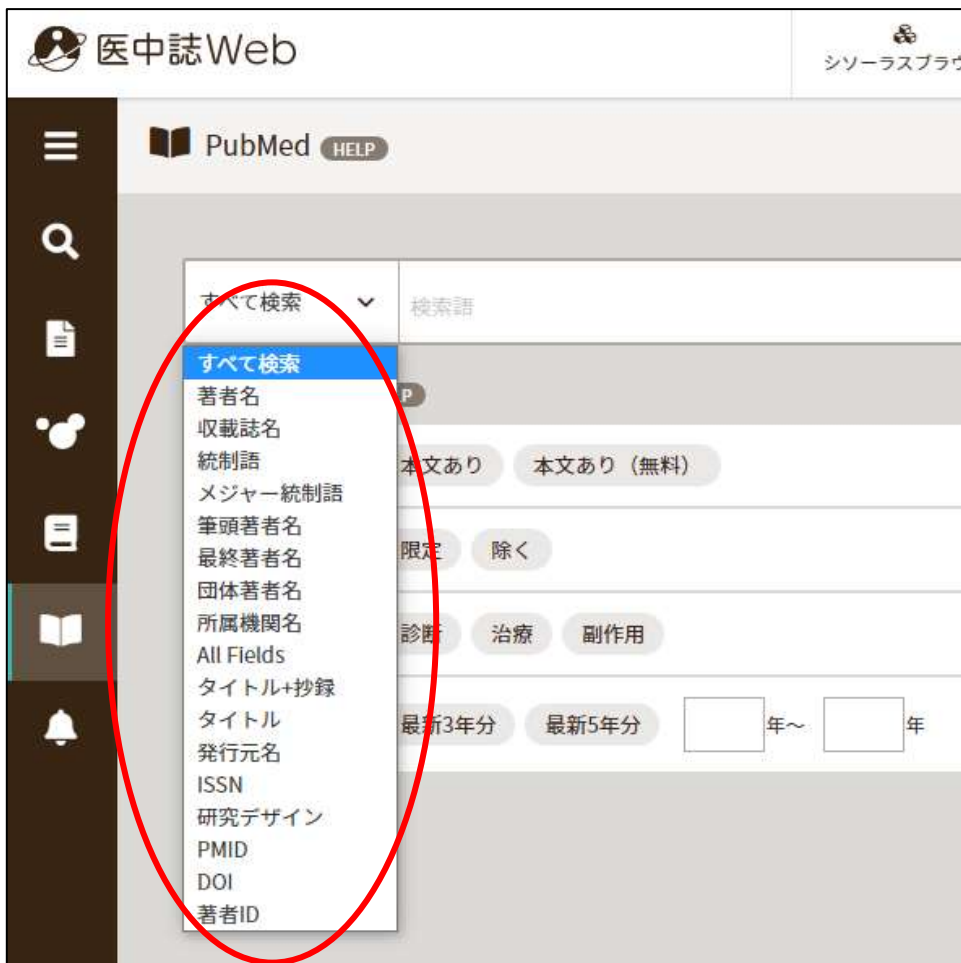 医中誌Web
シソーラスブラウ
PubMed HELP
すべて検索 検索語
すべて検索
著者名
収載誌名
統制語
メジャー統制語
筆頭著者名
最終著者名
団体著者名
所属機関名
All Fields
タイトル+抄録
タイトル
発行元名
ISSN
研究デザイン
PMID
DOI
著者ID
P
本文あり 本文あり（無料）
限定 除く
診断 治療 副作用
最新3年分 最新5年分 年～ 年